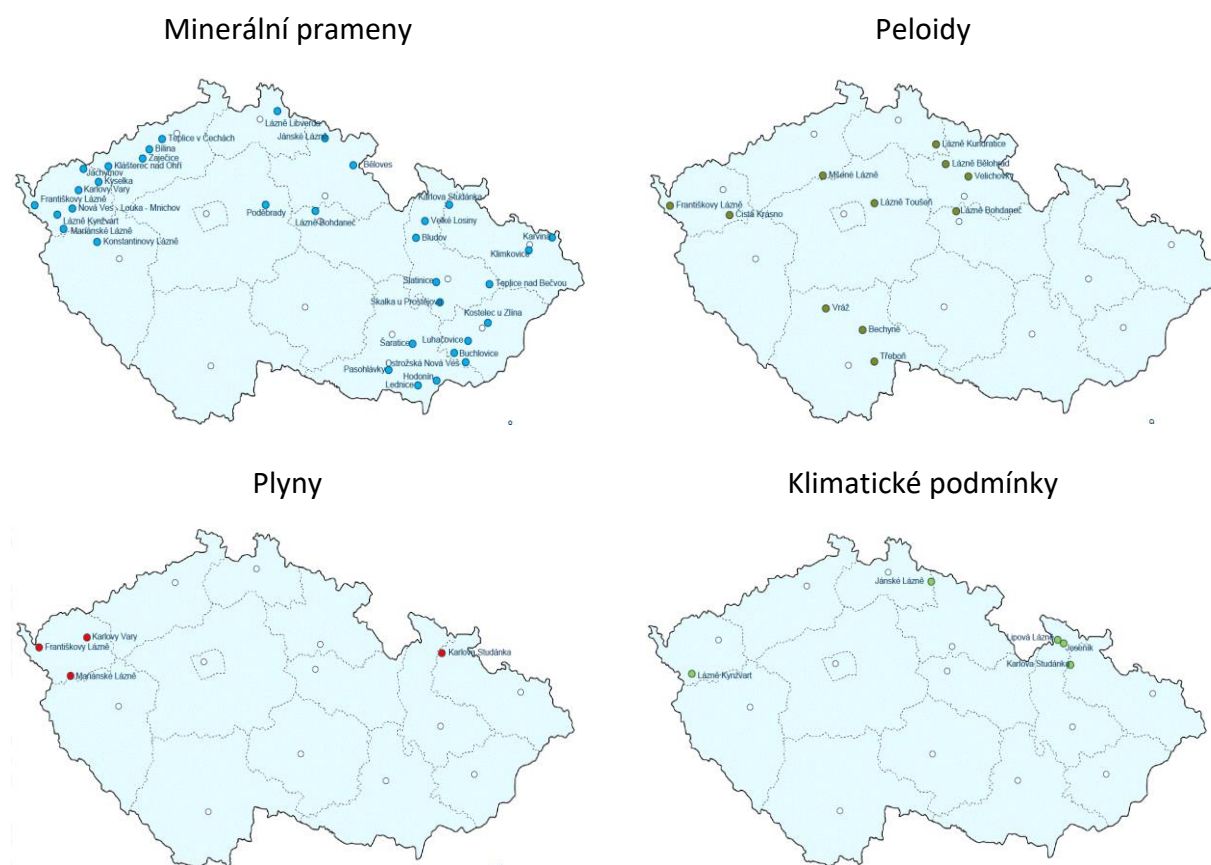 Minerální prameny
Peloidy
Lázně Libverda
Teplice v Čechách
Jánské Lázně
Bílina
Zaječice
Běloves
Klášterec nad Ohří
Jáchymov
Kyselka
Karlovy Vary
Františkovy Lázně
Nová Ves - Louka - Mnichov
Lázně Kynžvart
Mariánské Lázně
Konstantinovy Lázně
Poděbrady
Lázně Bohdaneč
Karlova Studánka
Velké Losiny
Bludov
Karviná
Klimkovice
Slatinice
Teplice nad Bečvou
Skalka u Prostějova
Kostelec u Zlína
Šaratice
Luhačovice
Buchlovice
Ostrožská Nová Ves
Pasohlávky
Hodonín
Lednice
Lázně Kundratice
Lázně Bělohrad
Mšené Lázně
Velichovky
Františkovy Lázně
Čistá Krásno
Lázně Toušeň
Lázně Bohdaneč
Vráž
Bechyně
Třeboň
Plyny
Klimatické podmínky
Karlovy Vary
Františkovy Lázně
Mariánské Lázně
Karlova Studánka
Jánské Lázně
Lipová Lázně
Jeseník
Karlova Studánka
Lázně Kynžvart